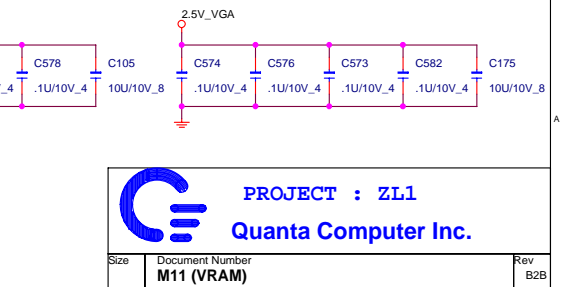 2.5V_VGA
C578 C105 C574 C576 C573 C582 C175
V_4 .1U/10V_4 10U/10V_8 .1U/10V_4 .1U/10V_4 .1U/10V_4 .1U/10V_4 10U/10V_8
A
PROJECT : ZL1
Quanta Computer Inc.
Size Document Number Rev
M11 (VRAM) B2B